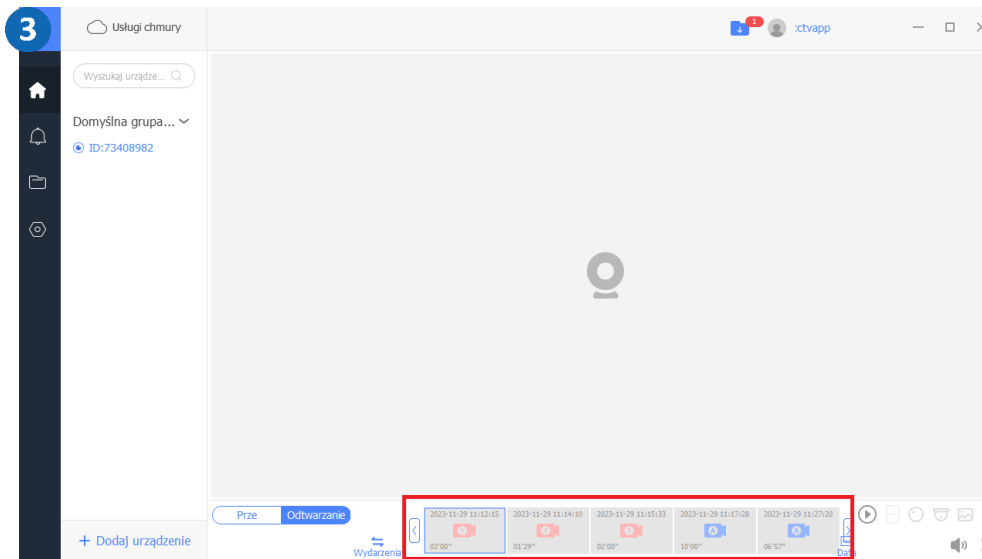 3
Usługi chmury
1
:ctvapp
Wyszukaj urządze...
Domyślna grupa...
ID:73408982
Prze
Odtwarzanie
2023-11-29 11:12:15
02'00"
2023-11-29 11:14:10
01'29"
2023-11-29 11:15:33
02'00"
2023-11-29 11:17:28
A
10'00"
2023-11-29 11:27:20
A
06'57"
+ Dodaj urządzenie
Wydarzenia
Data